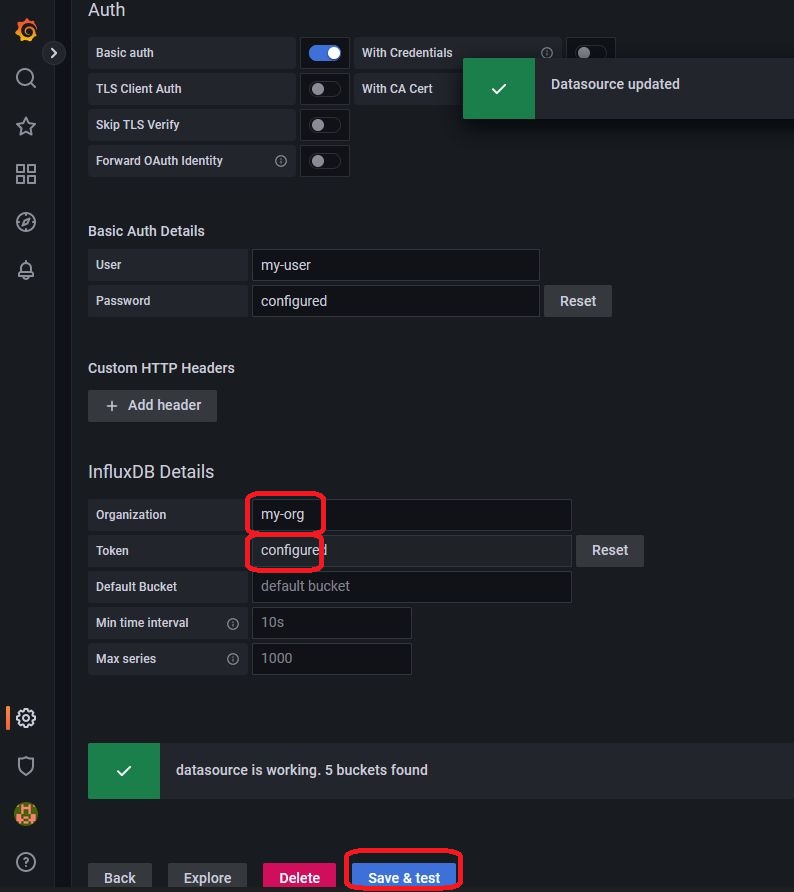 Auth
Basic auth
With Credentials
TLS Client Auth
With CA Cert
Datasource updated
Skip TLS Verify
Forward OAuth Identity
Basic Auth Details
User
my-user
Password
configured
Reset
Custom HTTP Headers
+ Add header
InfluxDB Details
Organization
my-org
Token
configured
Reset
Default Bucket
default bucket
Min time interval
10s
Max series
1000
datasource is working. 5 buckets found
Back
Explore
Delete
Save & test